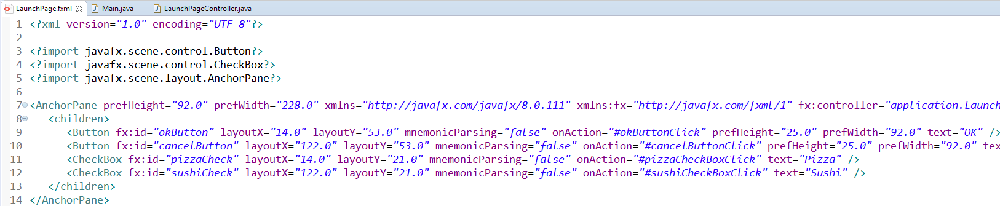 LaunchPage.fxml Main.java LaunchPageController.java
1 <?xml version="1.0" encoding="UTF-8"?>
2
3 <?import javafx.scene.control.Button?>
4 <?import javafx.scene.control.CheckBox?>
5 <?import javafx.scene.layout.AnchorPane?>
6
7 <AnchorPane prefHeight="92.0" prefWidth="228.0" xmlns="http://javafx.com/javafx/8.0.111" xmlns:fx="http://javafx.com/fxml/1" fx:controller="application.Launch
8 <children>
9 <Button fx:id="okButton" layoutX="14.0" layoutY="53.0" mnemonicParsing="false" onAction="#okButtonClick" prefHeight="25.0" prefWidth="92.0" text="OK" />
10 <Button fx:id="cancelButton" layoutX="122.0" layoutY="53.0" mnemonicParsing="false" onAction="#cancelButtonClick" prefHeight="25.0" prefWidth="92.0" tex
11 <CheckBox fx:id="pizzaCheck" layoutX="14.0" layoutY="21.0" mnemonicParsing="false" onAction="#pizzaCheckBoxClick" text="Pizza" />
12 <CheckBox fx:id="sushiCheck" layoutX="122.0" layoutY="21.0" mnemonicParsing="false" onAction="#sushiCheckBoxClick" text="Sushi" />
13 </children>
14 </AnchorPane>